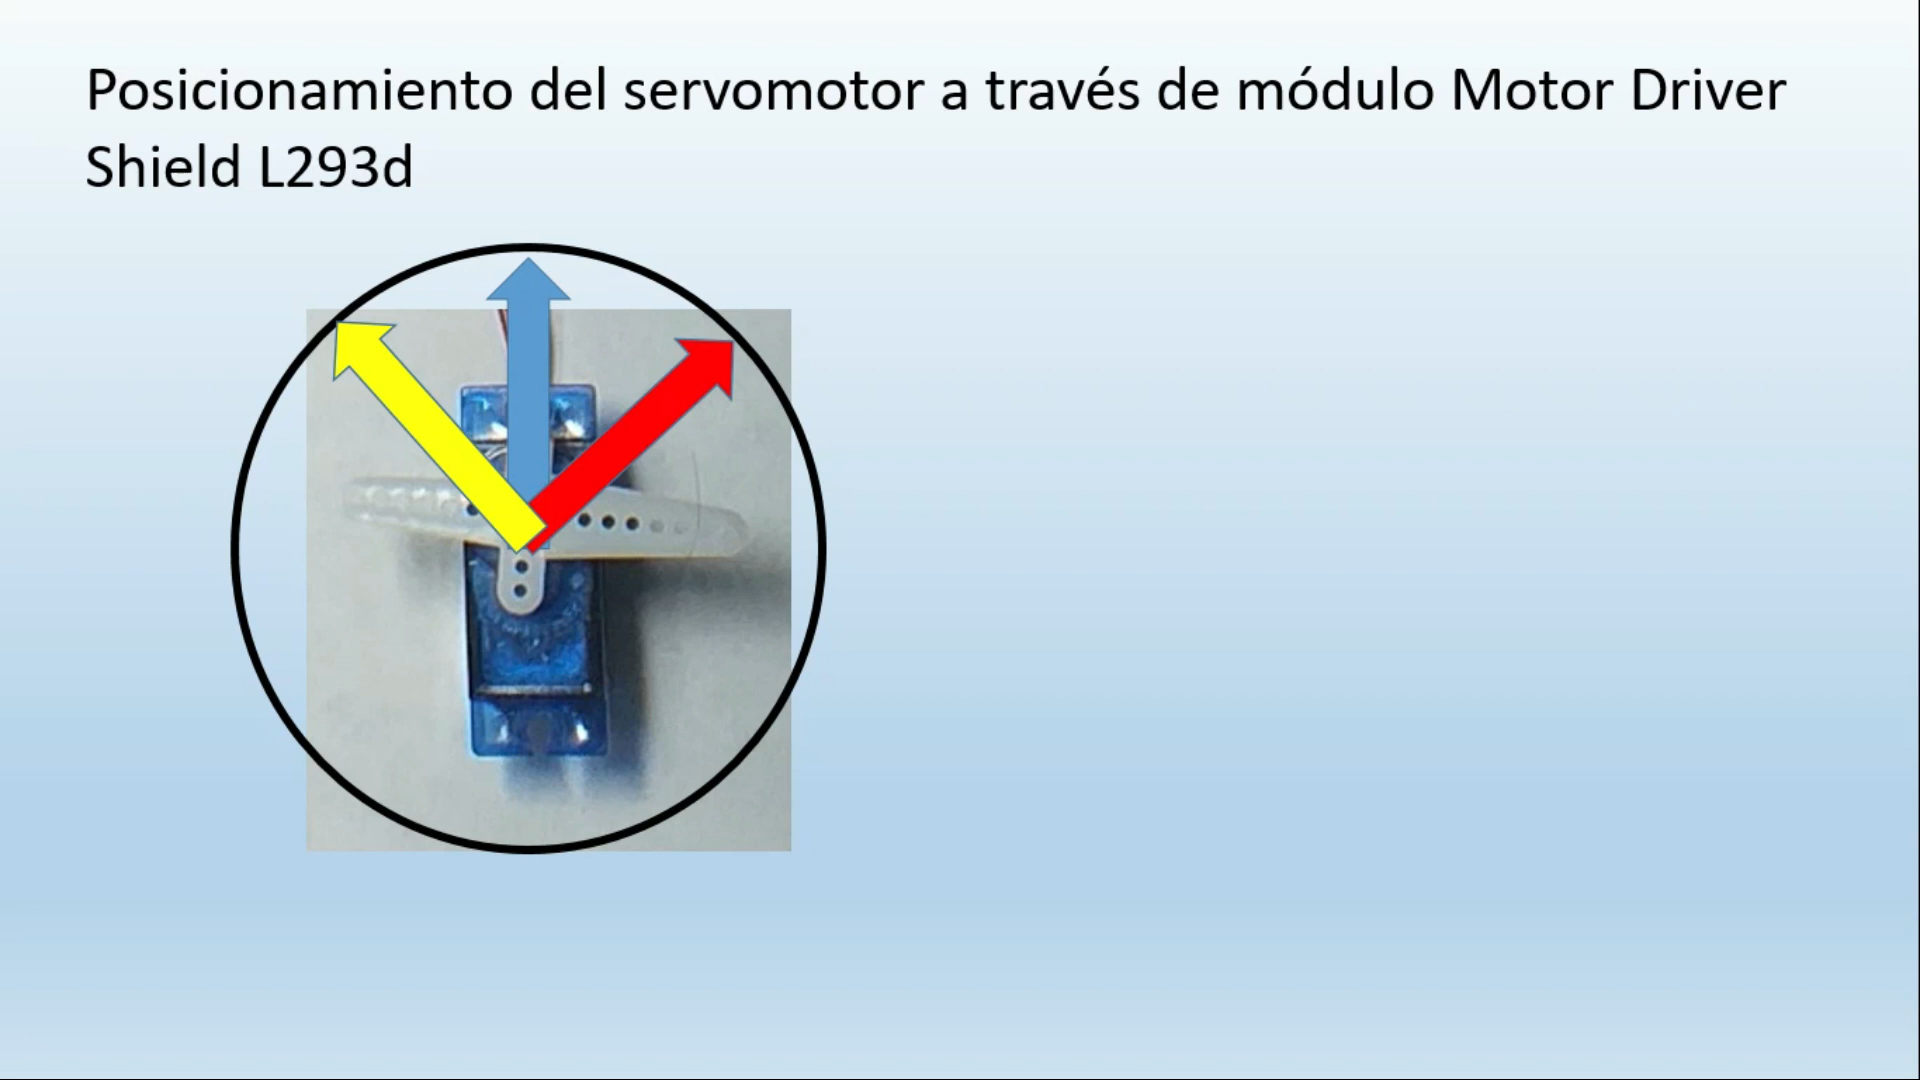 Posicionamiento del servomotor a través de módulo Motor Driver
Shield L293d